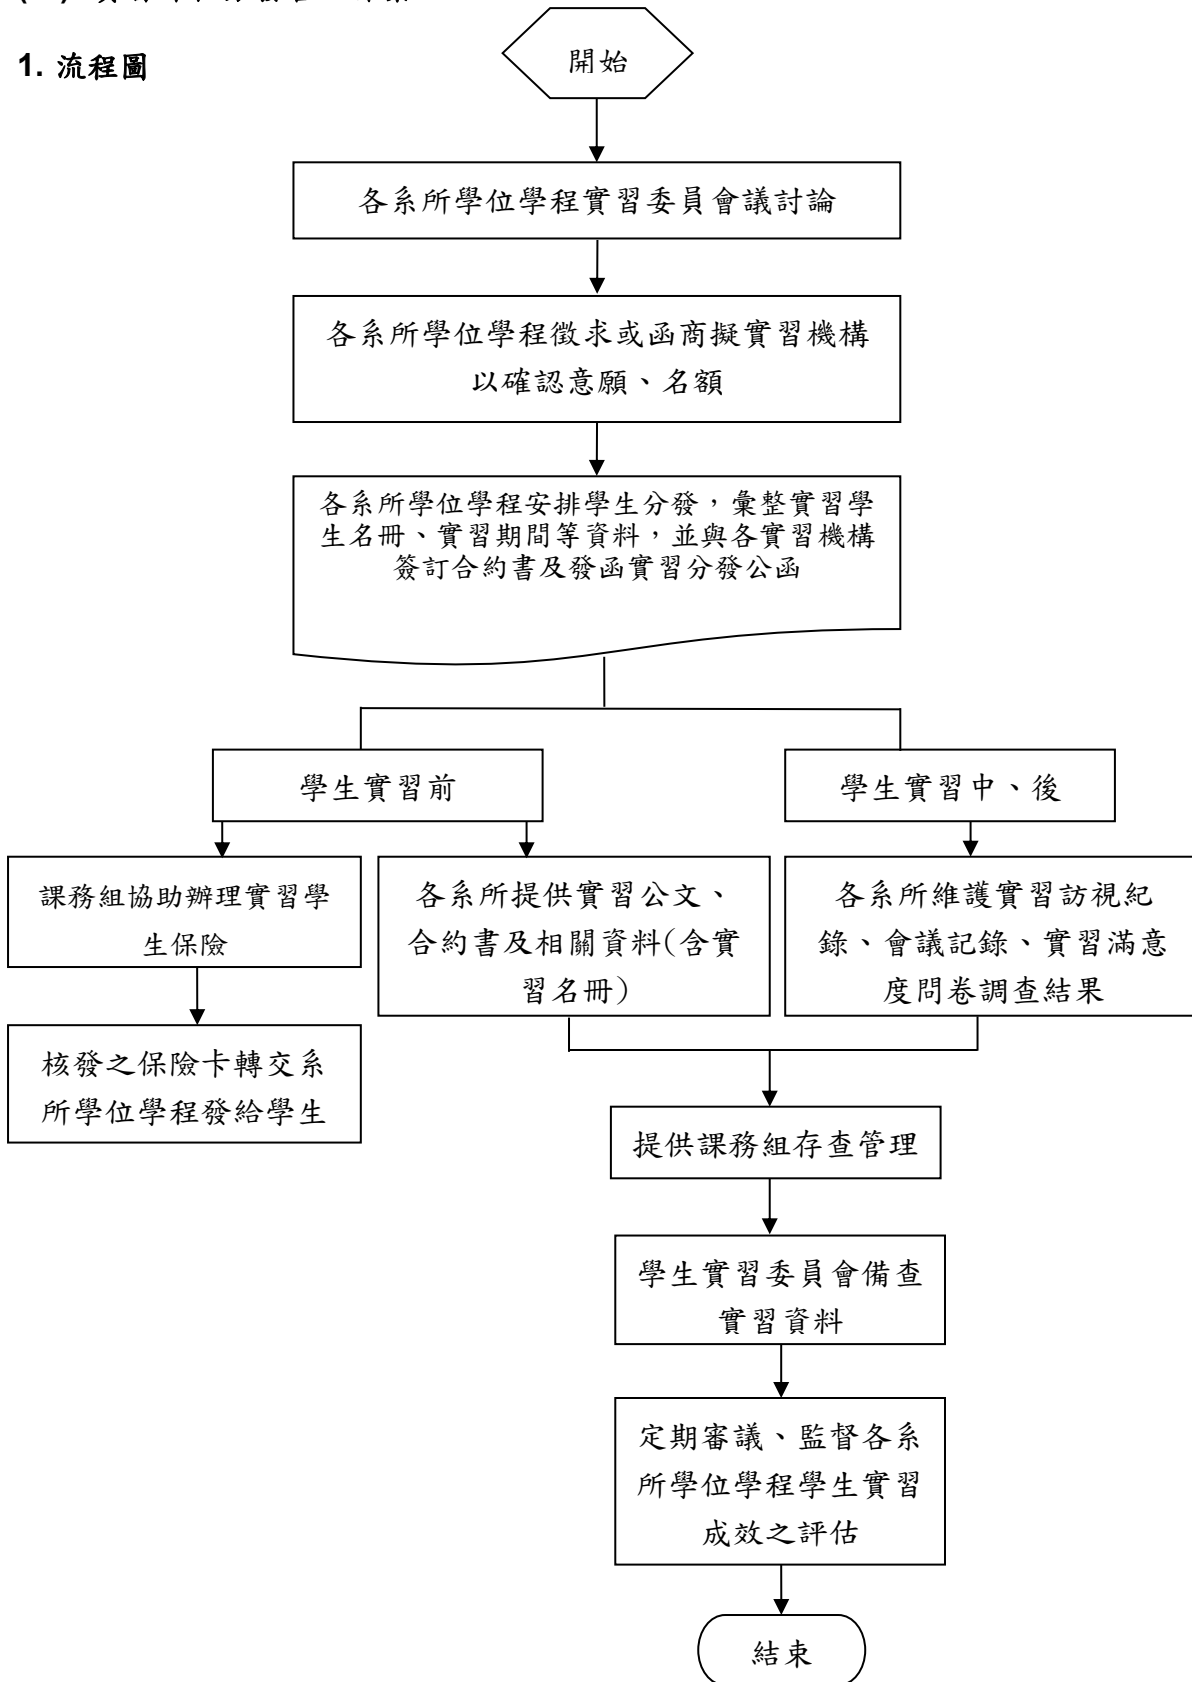 1. 流程圖
開始
各系所學位學程實習委員會議討論
各系所學位學程徵求或函商擬實習機構
以確認意願、名額
各系所學位學程安排學生分發，彙整實習學
生名冊、實習期間等資料，並與各實習機構
簽訂合約書及發函實習分發公函
學生實習前
學生實習中、後
課務組協助辦理實習學
生保險
各系所提供實習公文、
合約書及相關資料(含實
習名冊)
各系所維護實習訪視紀
錄、會議記錄、實習滿意
度問卷調查結果
核發之保險卡轉交系
所學位學程發給學生
提供課務組存查管理
學生實習委員會備查
實習資料
定期審議、監督各系
所學位學程學生實習
成效之評估
結束